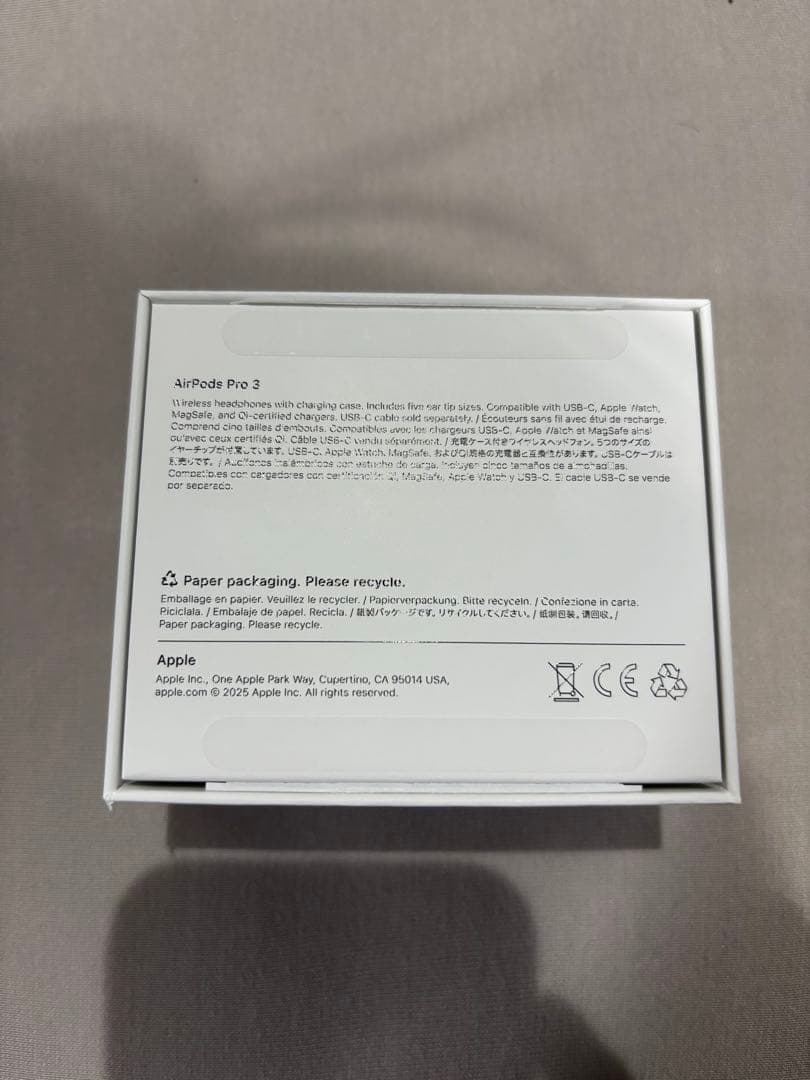 AirPods Pro 3
Wireless headphones with charging case. Includes five ear tip sizes. Compatible with USB-C, Apple Watch,
MagSafe, and Qi-certified chargers. USB-C cable sold separately. / Écouteurs sans fil avec étui de recharge.
Comprend cinq tailles d'embouts. Compatibles avec les chargeurs USB-C, Apple Watch et MagSafe ainsi
qu'avec ceux certifiés Qi. Câble USB-C vendu séparément. / 充電ケース付きワイヤレスヘッドフォン。5つのサイズの
イヤーチップが付属しています。USB-C、Apple Watch、MagSafe、およびQi規格の充電器と互換性があります。USB-Cケーブルは
別売りです。/ Audífonos inalámbricos con estuche de carga. Incluyen cinco tamaños de almohadillas.
Compatibles con cargadores con certificación Qi, MagSafe, Apple Watch y USB-C. El cable USB-C se vende
por separado.
Paper packaging. Please recycle.
Emballage en papier. Veuillez le recycler. / Papierverpackung. Bitte recyceln. / Confezione in carta.
Riciclala. / Embalaje de papel. Recicla. / 紙製パッケージです。リサイクルしてください。/ 纸制包装。请回收。/
Paper packaging. Please recycle.
Apple
Apple Inc., One Apple Park Way, Cupertino, CA 95014 USA,
apple.com © 2025 Apple Inc. All rights reserved.
CE